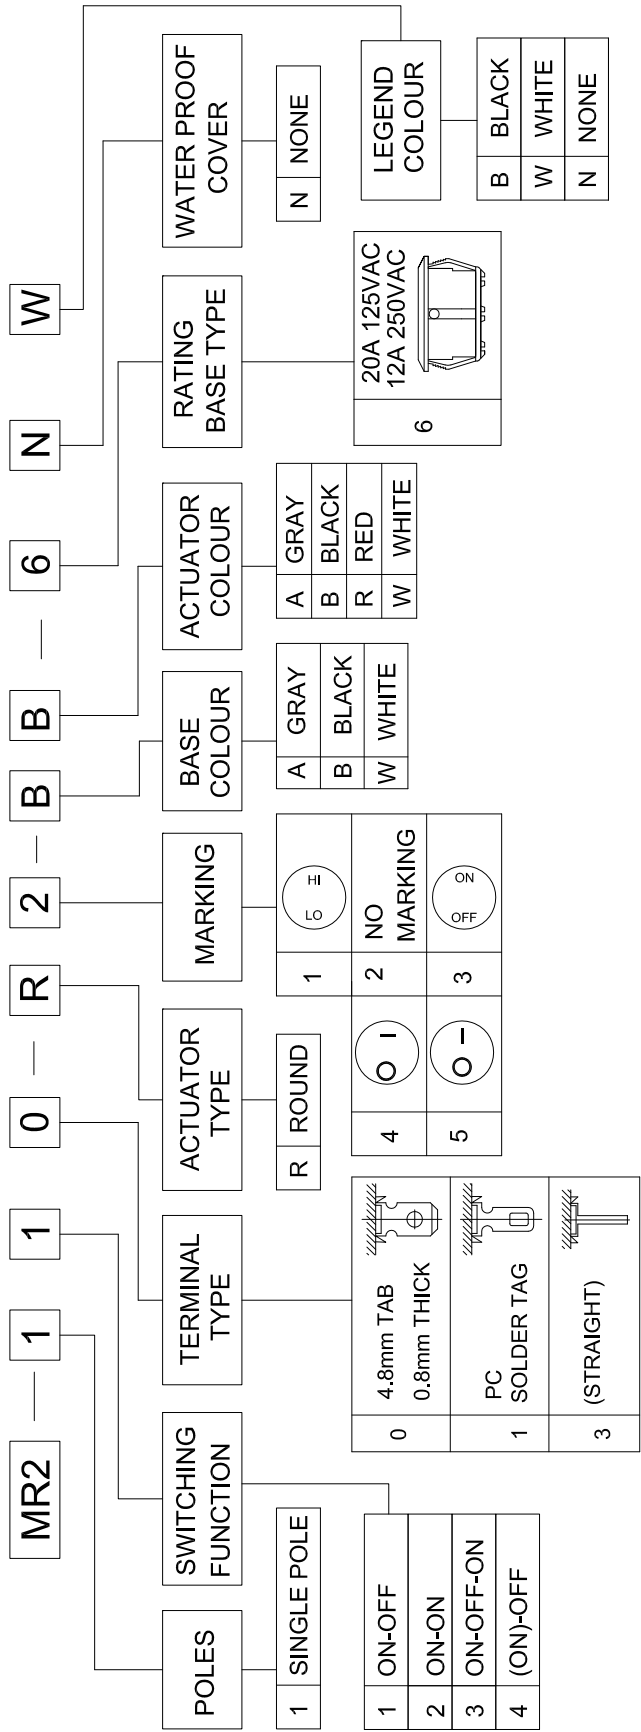 MR2 — 1 1 0 — R 2 — B B — 6 N W
POLES
1 SINGLE POLE
SWITCHING
FUNCTION
1 ON-OFF
2 ON-ON
3 ON-OFF-ON
4 (ON)-OFF
TERMINAL
TYPE
0 4.8mm TAB
0.8mm THICK
1 PC
SOLDER TAG
3 (STRAIGHT)
ACTUATOR
TYPE
R ROUND
MARKING
1 LO HI
2 NO
MARKING
3 OFF ON
4 O I
5 O I
BASE
COLOUR
A GRAY
B BLACK
W WHITE
ACTUATOR
COLOUR
A GRAY
B BLACK
R RED
W WHITE
RATING
BASE TYPE
6 20A 125VAC
12A 250VAC
WATER PROOF
COVER
N NONE
LEGEND
COLOUR
B BLACK
W WHITE
N NONE